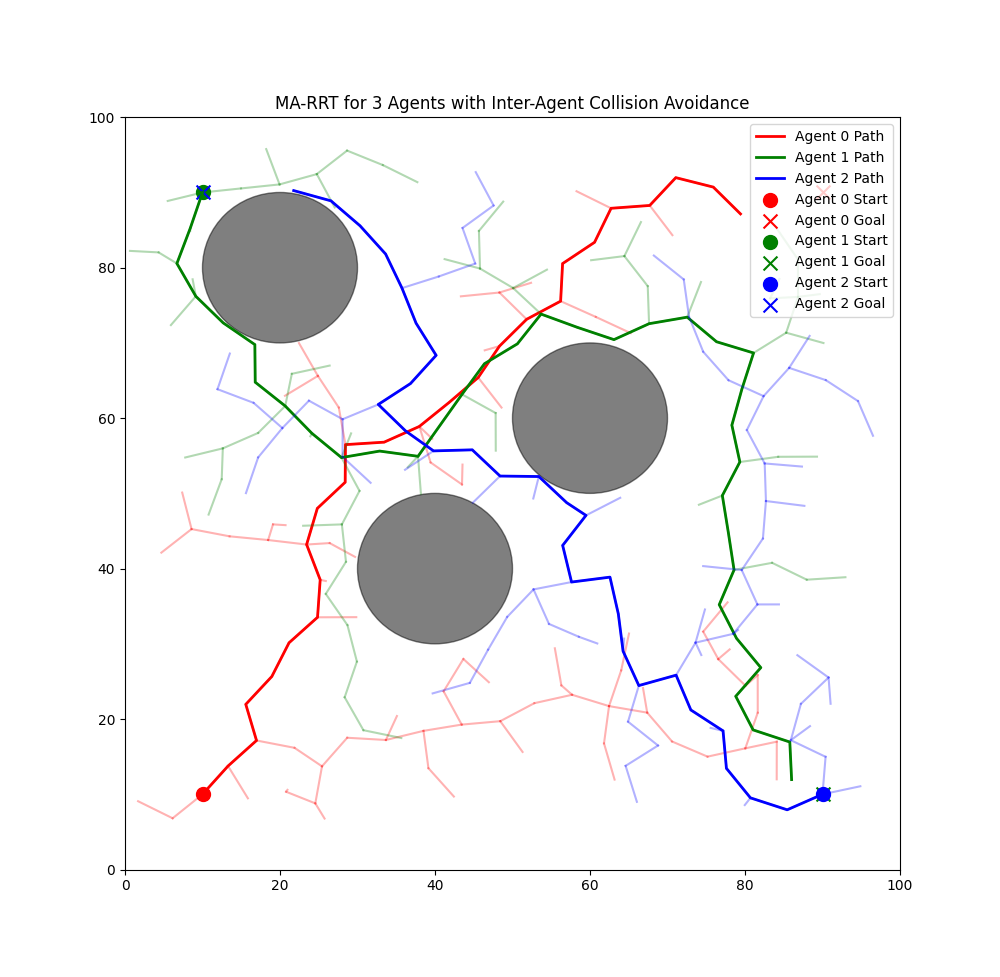 MA-RRT for 3 Agents with Inter-Agent Collision Avoidance
100
80
60
40
20
0
0 20 40 60 80 100
Agent 0 Path
Agent 1 Path
Agent 2 Path
Agent 0 Start
Agent 0 Goal
Agent 1 Start
Agent 1 Goal
Agent 2 Start
Agent 2 Goal